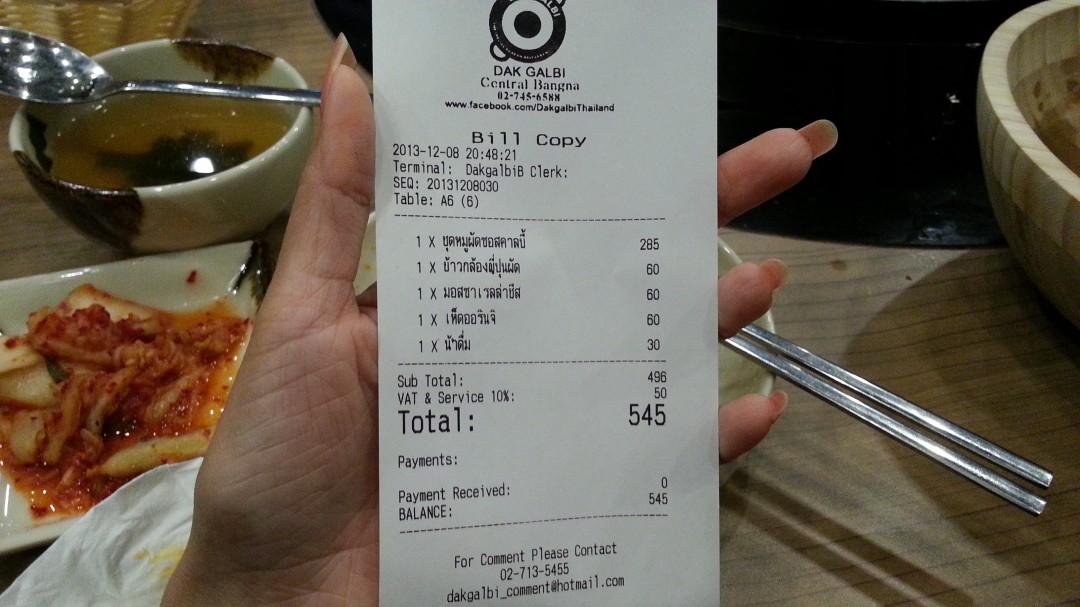 DAK GALBI
Central Bangna
02-745-6588
www.facebook.com/DakgalbiThailand
Bill Copy
2013-12-08 20:48:21
Terminal: DakgalbiB Clerk:
SEQ: 20131208030
Table: A6 (6)
1 X ชุดหมูผัดซอสคาลบี้ 285
1 X ข้าวกล้องญี่ปุ่นผัด 60
1 X มอสซาเรลล่าชีส 60
1 X เห็ดออรินจิ 60
1 X น้ำดื่ม 30
Sub Total: 496
VAT & Service 10%: 50
Total: 545
Payments:
Payment Received: 0
BALANCE: 545
For Comment Please Contact
02-713-5455
dakgalbi_comment@hotmail.com